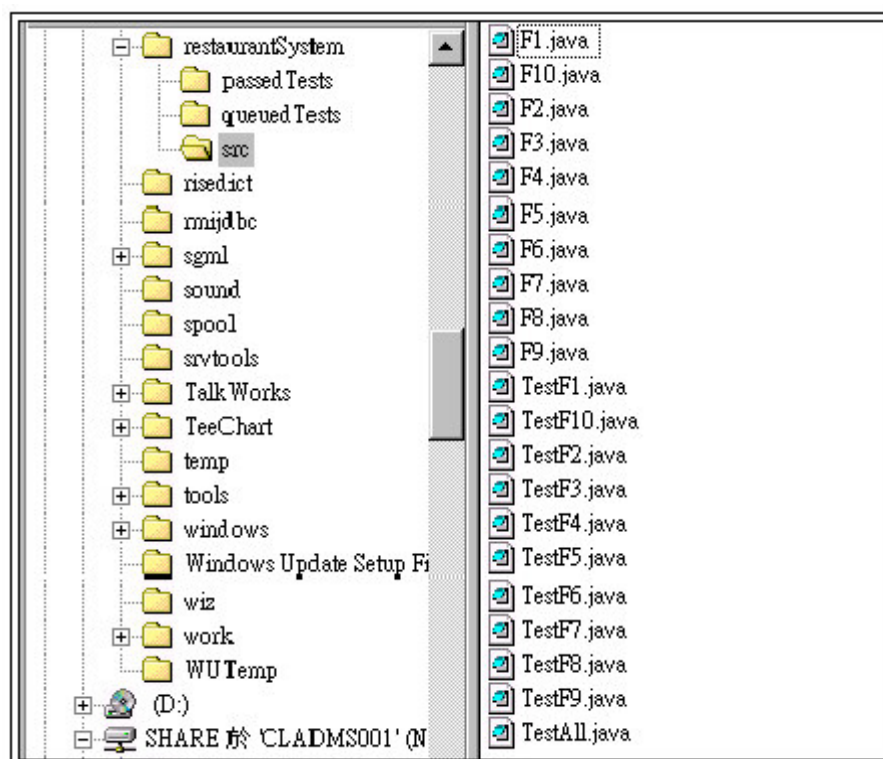 restaurantSystem
passedTests
queuedTests
src
risedict
rmijdbc
sgml
sound
spool
srvtools
TalkWorks
TeeChart
temp
tools
windows
Windows Update Setup Fi
wiz
work
WUTemp
(D:)
SHARE 於 'CLADMS001' (N
F1.java
F10.java
F2.java
F3.java
F4.java
F5.java
F6.java
F7.java
F8.java
F9.java
TestF1.java
TestF10.java
TestF2.java
TestF3.java
TestF4.java
TestF5.java
TestF6.java
TestF7.java
TestF8.java
TestF9.java
TestAll.java